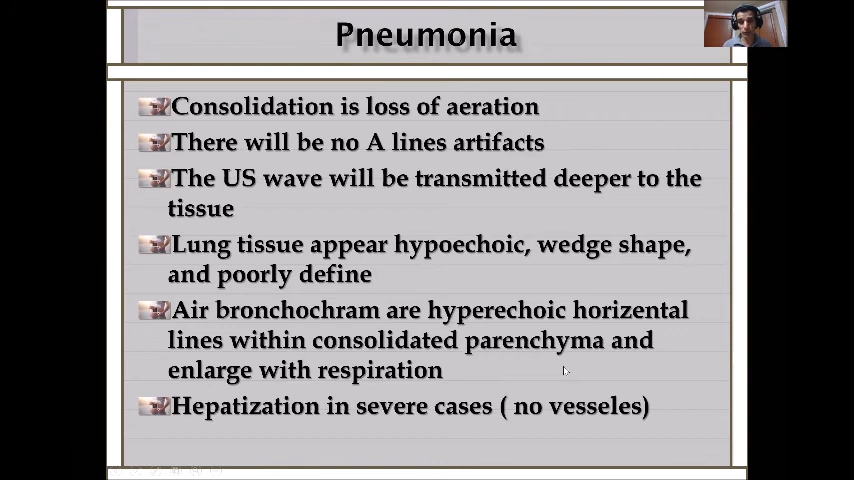 Pneumonia
Consolidation is loss of aeration
There will be no A lines artifacts
The US wave will be transmitted deeper to the
tissue
Lung tissue appear hypoechoic, wedge shape,
and poorly define
Air bronchochram are hyperechoic horizental
lines within consolidated parenchyma and
enlarge with respiration
Hepatization in severe cases ( no vesseles)